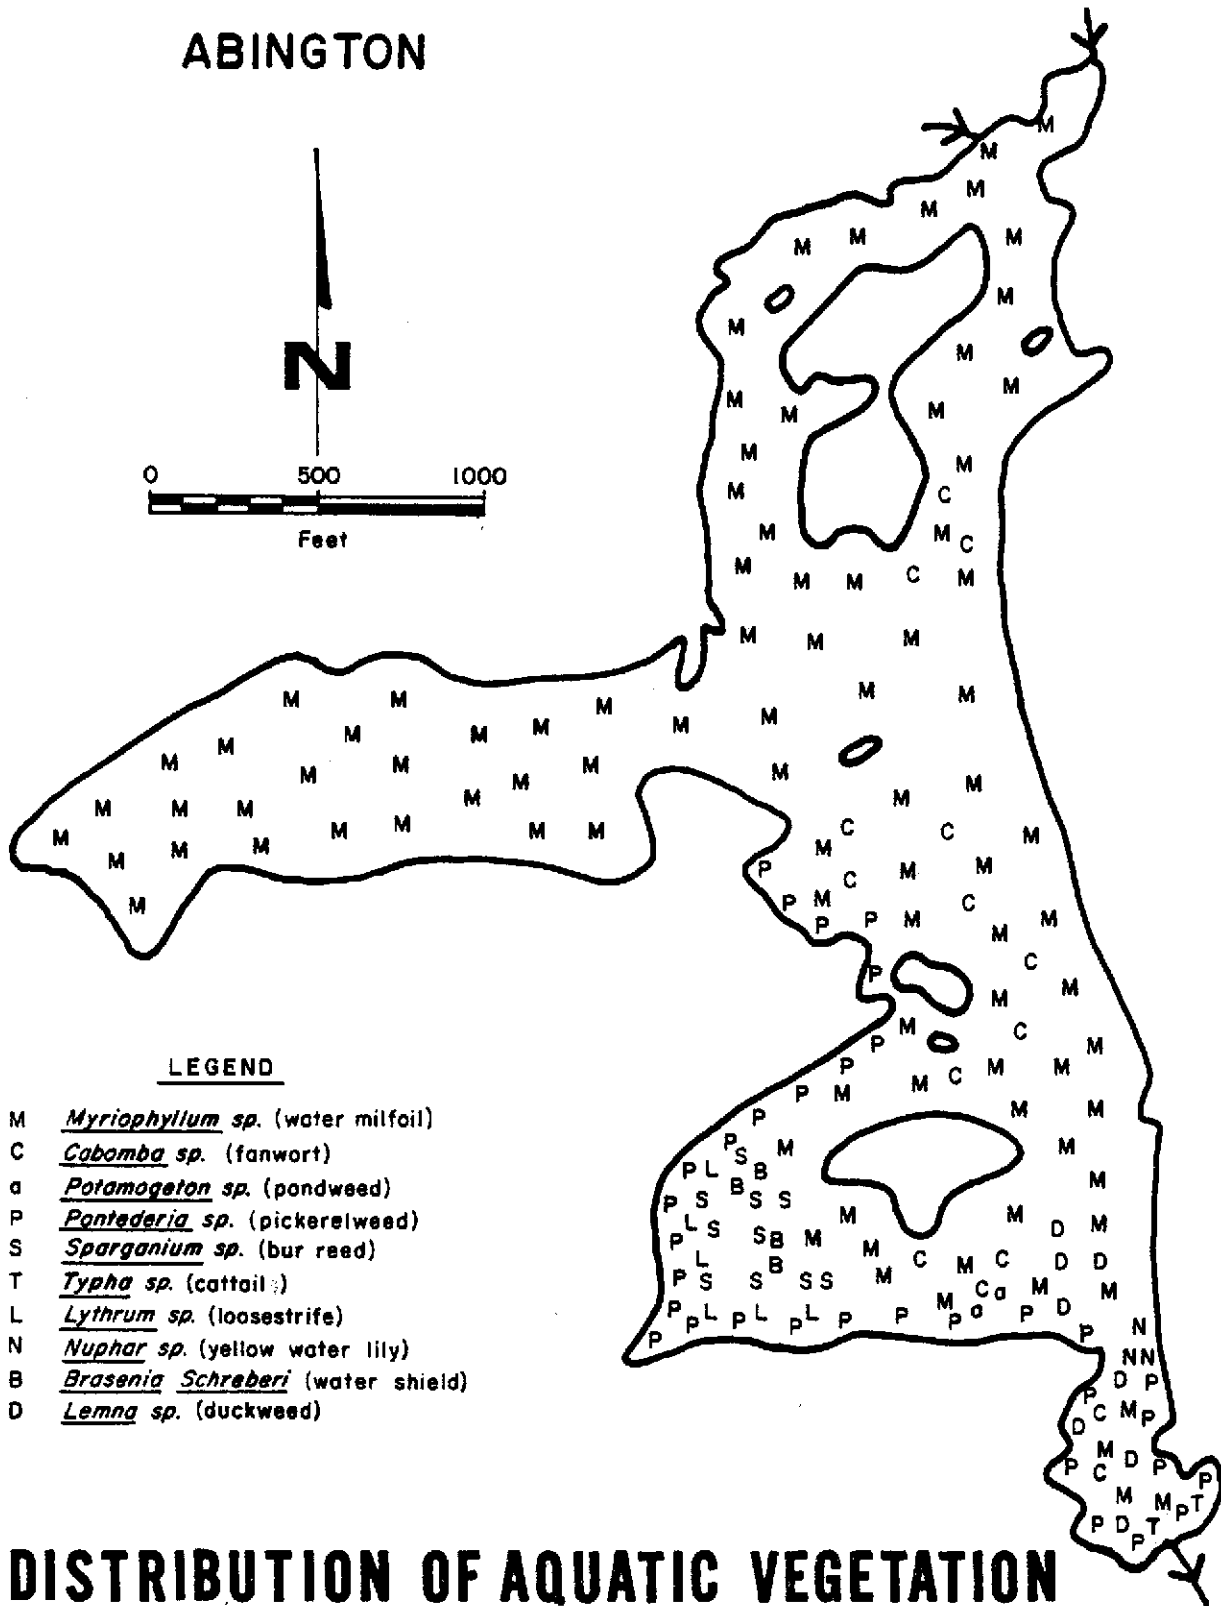 ABINGTON
N
0 500 1000
Feet
M
M
M
M
M M M
M
M
M
M
M
M M M
M
M M
M C
M M C
M M M C M
M M M
M M
M M M M
M M M M M
M M
M M M M
M M M M
M M M M
C C M
M M M M M M
M M M M
P M M
C
P M C
P P M M
M
C
P
M M
M C
P M
P M C M M
P M
P M M
P S M M
P L B
B M
P S S S
M M D M
L S
P S B M
M
L B C M C D D
P S S S S M
C a M M
P L P L P L P P M P a P D
P P N
N N
D P
P C M P
D
M D
P C P P
M M P T
P D P T
LEGEND
M Myriophyllum sp. (water milfoil)
C Cabomba sp. (fanwort)
a Potamogeton sp. (pondweed)
P Pontederia sp. (pickerelweed)
S Sparganium sp. (bur reed)
T Typha sp. (cattail)
L Lythrum sp. (loosestrife)
N Nuphar sp. (yellow water lily)
B Brasenia Schreberi (water shield)
D Lemna sp. (duckweed)
DISTRIBUTION OF AQUATIC VEGETATION